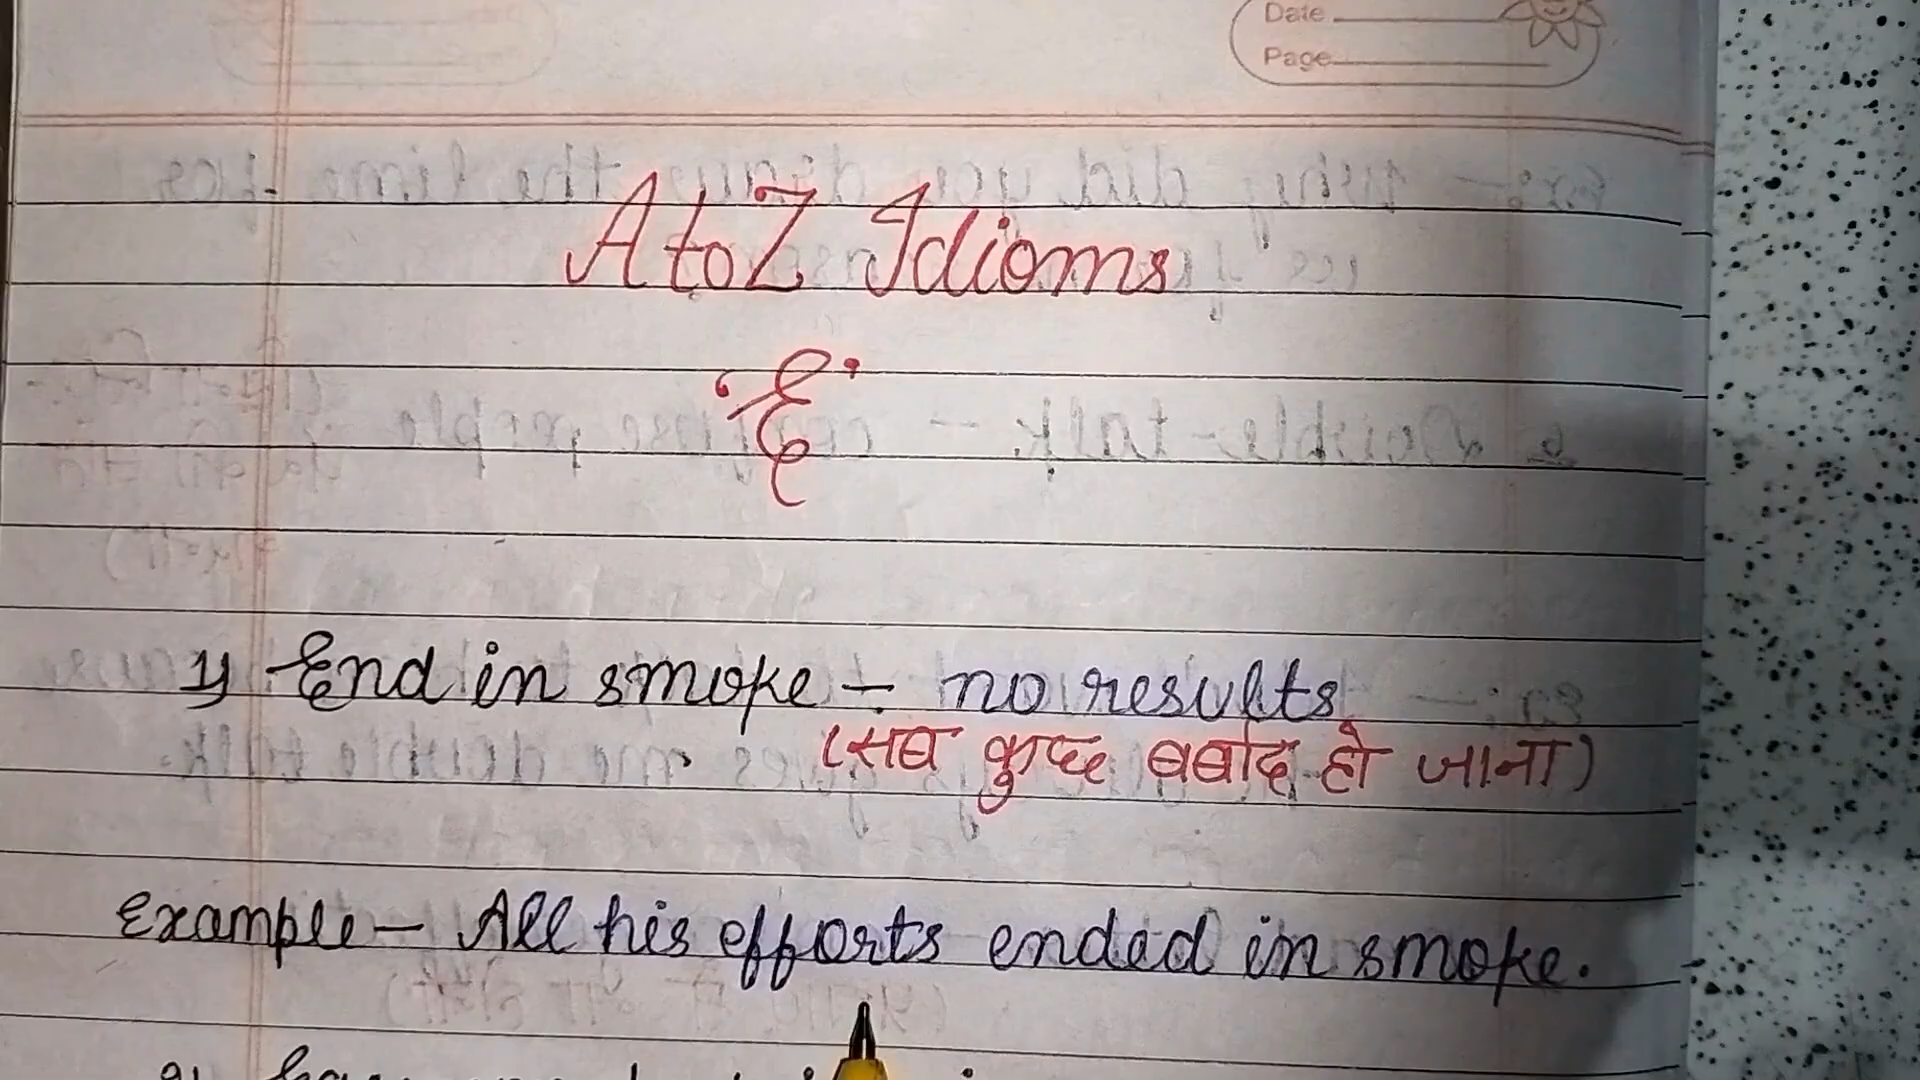 Date
Page
A to Z Idioms
'E'
1) End in smoke - no results
(सब कुछ बर्बाद हो जाना)
Example - All his efforts ended in smoke.